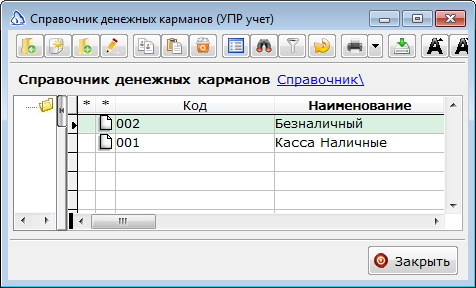 Справочник денежных карманов (УПР учет)
A A
Справочник денежных карманов Справочник\
* * Код Наименование
002 Безналичный
001 Касса Наличные
Закрыть